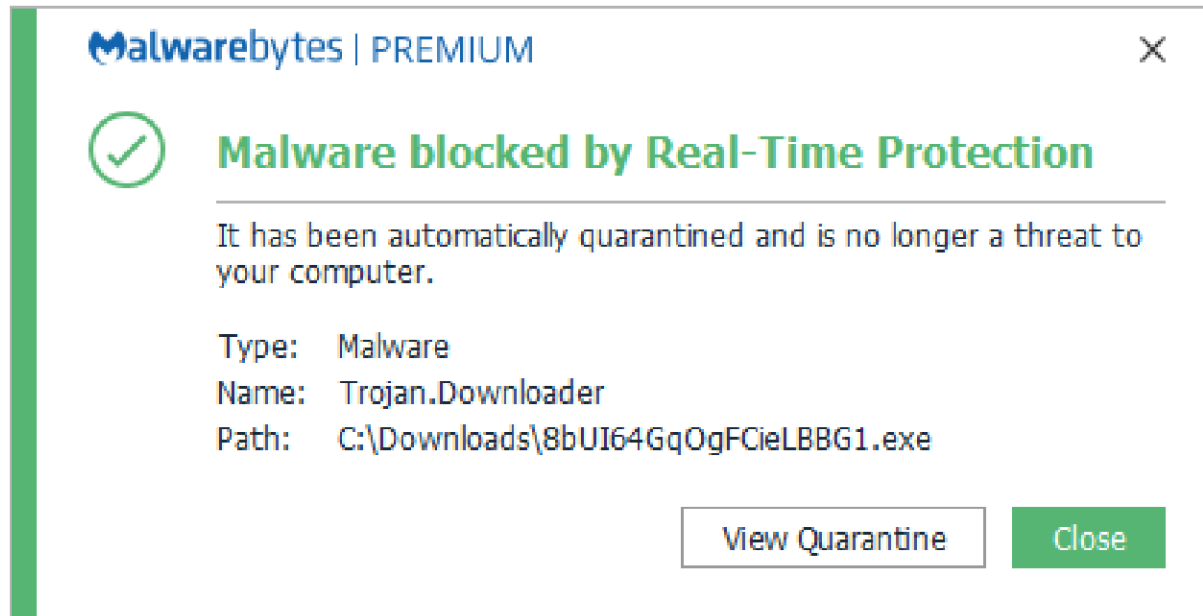 Malwarebytes | PREMIUM
Malware blocked by Real-Time Protection
It has been automatically quarantined and is no longer a threat to
your computer.
Type: Malware
Name: Trojan.Downloader
Path: C:\Downloads\8bUI64GqOgFCieLBBG1.exe
View Quarantine Close